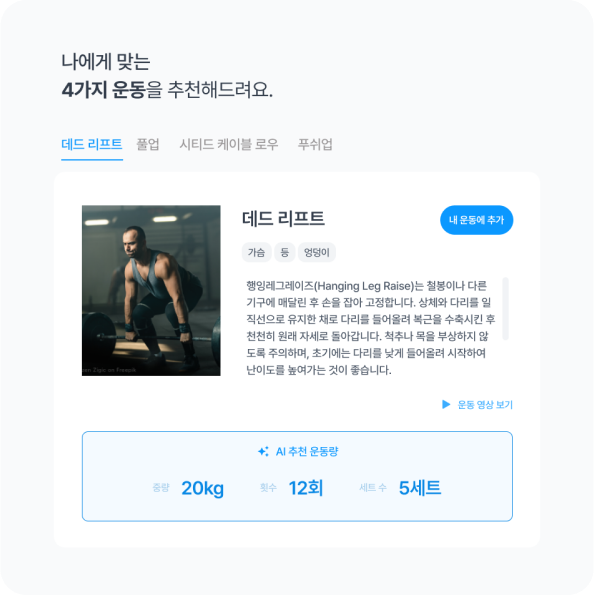 나에게 맞는
4가지 운동을 추천해드려요.
데드 리프트 풀업 시티드 케이블 로우 푸쉬업
데드 리프트
내 운동에 추가
가슴 등 엉덩이
행잉레그레이즈(Hanging Leg Raise)는 철봉이나 다른
기구에 매달린 후 손을 잡아 고정합니다. 상체와 다리를 일
직선으로 유지한 채로 다리를 들어올려 복근을 수축시킨 후
천천히 원래 자세로 돌아갑니다. 척추나 목을 부상하지 않
도록 주의하며, 초기에는 다리를 낮게 들어올려 시작하여
난이도를 높여가는 것이 좋습니다.
운동 영상 보기
AI 추천 운동량
중량 20kg 횟수 12회 세트 수 5세트